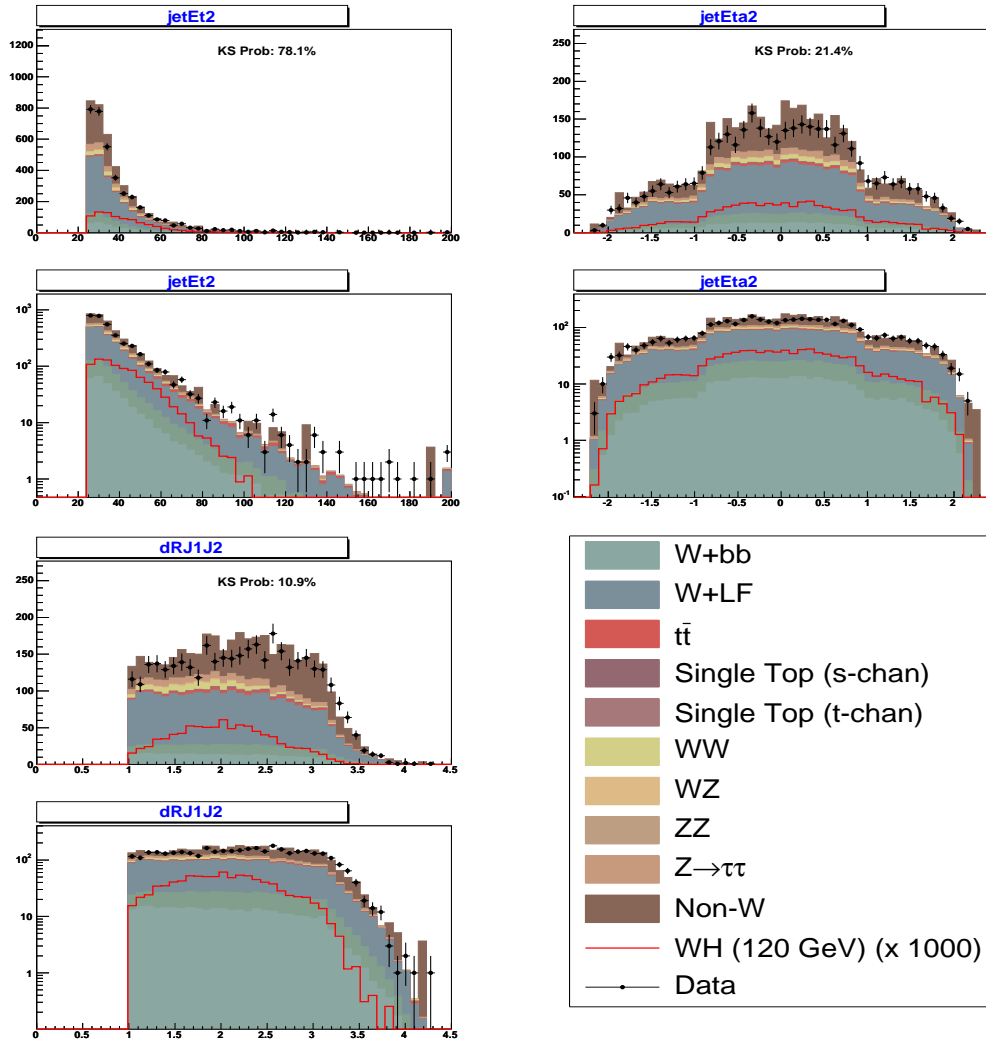 jetEt2
KS Prob: 78.1%
1200
1000
800
600
400
200
0
0 20 40 60 80 100 120 140 160 180 200
jetEta2
KS Prob: 21.4%
250
200
150
100
50
0
-2 -1.5 -1 -0.5 0 0.5 1 1.5 2
jetEt2
10³
10²
10
1
0 20 40 60 80 100 120 140 160 180 200
jetEta2
10²
10
1
10⁻¹
-2 -1.5 -1 -0.5 0 0.5 1 1.5 2
dRJ1J2
KS Prob: 10.9%
250
200
150
100
50
0
0 0.5 1 1.5 2 2.5 3 3.5 4 4.5
dRJ1J2
10²
10
1
0 0.5 1 1.5 2 2.5 3 3.5 4 4.5
W+bb
W+LF
tt̄
Single Top (s-chan)
Single Top (t-chan)
WW
WZ
ZZ
Z→ττ
Non-W
WH (120 GeV) (x 1000)
Data